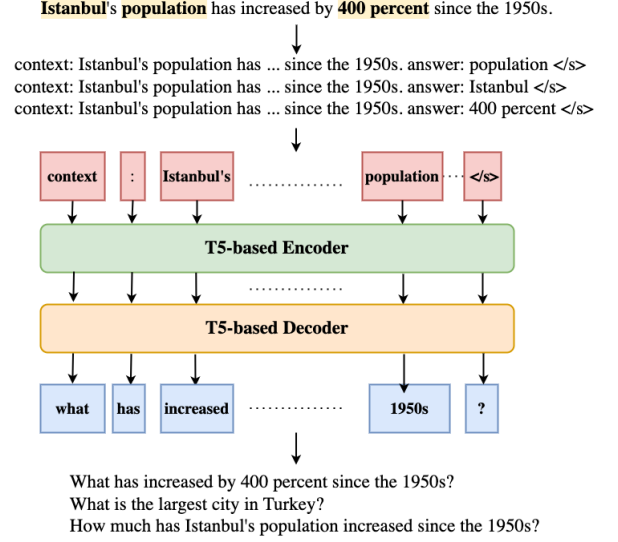 Istanbul's population has increased by 400 percent since the 1950s.
context: Istanbul's population has ... since the 1950s. answer: population </s>
context: Istanbul's population has ... since the 1950s. answer: Istanbul </s>
context: Istanbul's population has ... since the 1950s. answer: 400 percent </s>
context : Istanbul's .............. population .... </s>
T5-based Encoder
..............
T5-based Decoder
what has increased .............. 1950s ?
What has increased by 400 percent since the 1950s?
What is the largest city in Turkey?
How much has Istanbul's population increased since the 1950s?